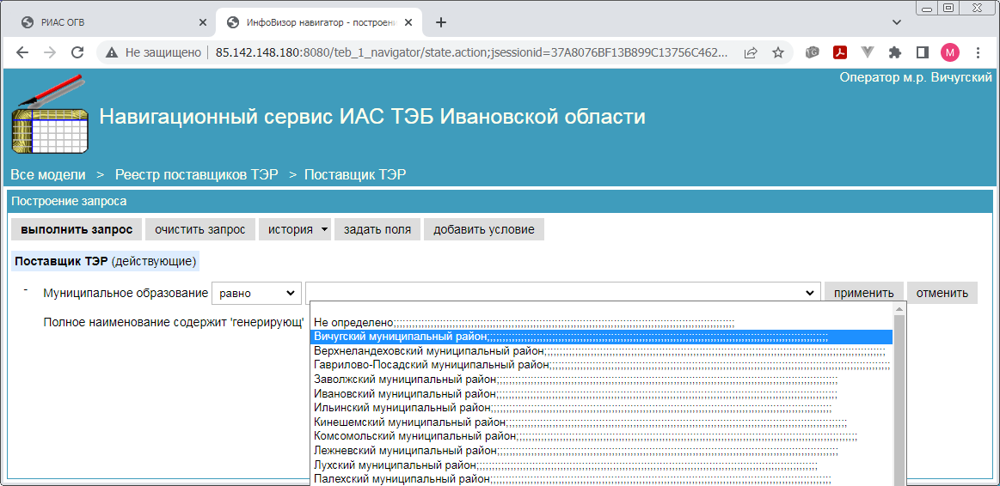 РИАС ОГВ
ИнфоВизор навигатор - построени
Не защищено
85.142.148.180:8080/teb_1_navigator/state.action;jsessionid=37A8076BF13B899C13756C462...
М
Оператор м.р. Вичугский
Навигационный сервис ИАС ТЭБ Ивановской области
Все модели > Реестр поставщиков ТЭР > Поставщик ТЭР
Построение запроса
выполнить запрос очистить запрос история задать поля добавить условие
Поставщик ТЭР (действующие)
- Муниципальное образование равно применить отменить
Полное наименование содержит 'генерирующ'
Не определено;;;;;;;;;;;;;;;;;;;;;;;;;;;;;;;;;;;;;;;;;;;;;;;;;;;;;;;;;;;;;;;;;;;;;;;;;;;;;;;;;;;;;;;;;;;;;;;;;;;;
Вичугский муниципальный район;;;;;;;;;;;;;;;;;;;;;;;;;;;;;;;;;;;;;;;;;;;;;;;;;;;;;;;;;;;;;;;;;;;;;;;;;;;;;;;;;;;;;;;;;;;;;;;;;;;;
Верхнеландеховский муниципальный район;;;;;;;;;;;;;;;;;;;;;;;;;;;;;;;;;;;;;;;;;;;;;;;;;;;;;;;;;;;;;;;;;;;;;;;;;;;;;;;;;;;;;;;;;;;;;;;;;;;;
Гаврилово-Посадский муниципальный район;;;;;;;;;;;;;;;;;;;;;;;;;;;;;;;;;;;;;;;;;;;;;;;;;;;;;;;;;;;;;;;;;;;;;;;;;;;;;;;;;;;;;;;;;;;;;;;;;;;;
Заволжский муниципальный район;;;;;;;;;;;;;;;;;;;;;;;;;;;;;;;;;;;;;;;;;;;;;;;;;;;;;;;;;;;;;;;;;;;;;;;;;;;;;;;;;;;;;;;;;;;;;;;;;;;;
Ивановский муниципальный район;;;;;;;;;;;;;;;;;;;;;;;;;;;;;;;;;;;;;;;;;;;;;;;;;;;;;;;;;;;;;;;;;;;;;;;;;;;;;;;;;;;;;;;;;;;;;;;;;;;;
Ильинский муниципальный район;;;;;;;;;;;;;;;;;;;;;;;;;;;;;;;;;;;;;;;;;;;;;;;;;;;;;;;;;;;;;;;;;;;;;;;;;;;;;;;;;;;;;;;;;;;;;;;;;;;;
Кинешемский муниципальный район;;;;;;;;;;;;;;;;;;;;;;;;;;;;;;;;;;;;;;;;;;;;;;;;;;;;;;;;;;;;;;;;;;;;;;;;;;;;;;;;;;;;;;;;;;;;;;;;;;;;
Комсомольский муниципальный район;;;;;;;;;;;;;;;;;;;;;;;;;;;;;;;;;;;;;;;;;;;;;;;;;;;;;;;;;;;;;;;;;;;;;;;;;;;;;;;;;;;;;;;;;;;;;;;;;;;;
Лежневский муниципальный район;;;;;;;;;;;;;;;;;;;;;;;;;;;;;;;;;;;;;;;;;;;;;;;;;;;;;;;;;;;;;;;;;;;;;;;;;;;;;;;;;;;;;;;;;;;;;;;;;;;;
Лухский муниципальный район;;;;;;;;;;;;;;;;;;;;;;;;;;;;;;;;;;;;;;;;;;;;;;;;;;;;;;;;;;;;;;;;;;;;;;;;;;;;;;;;;;;;;;;;;;;;;;;;;;;;
Палехский муниципальный район;;;;;;;;;;;;;;;;;;;;;;;;;;;;;;;;;;;;;;;;;;;;;;;;;;;;;;;;;;;;;;;;;;;;;;;;;;;;;;;;;;;;;;;;;;;;;;;;;;;;